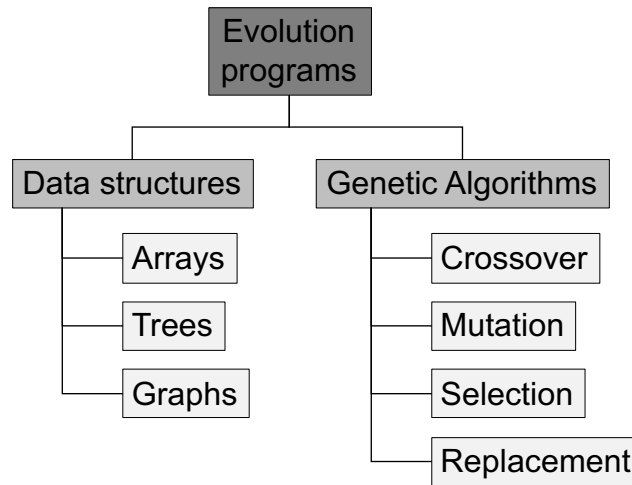 Evolution
programs
Data structures
Genetic Algorithms
Arrays
Crossover
Trees
Mutation
Graphs
Selection
Replacement